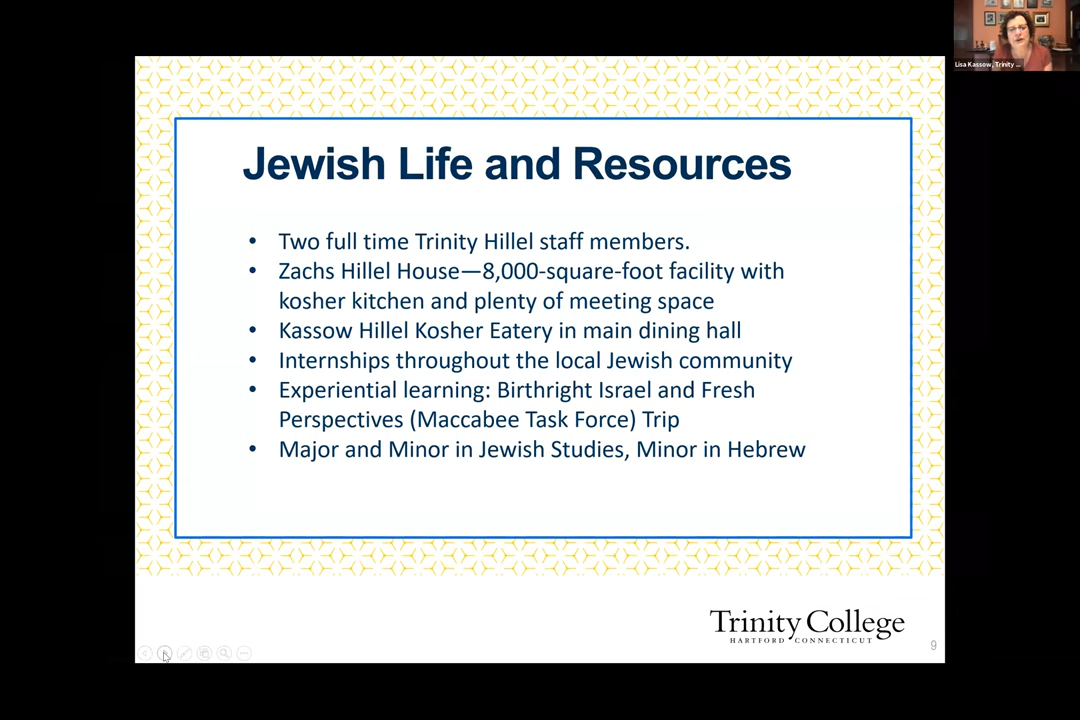 Lisa Kassow, Trinity ...
Jewish Life and Resources
• Two full time Trinity Hillel staff members.
• Zachs Hillel House—8,000-square-foot facility with
kosher kitchen and plenty of meeting space
• Kassow Hillel Kosher Eatery in main dining hall
• Internships throughout the local Jewish community
• Experiential learning: Birthright Israel and Fresh
Perspectives (Maccabee Task Force) Trip
• Major and Minor in Jewish Studies, Minor in Hebrew
Trinity College
HARTFORD CONNECTICUT
9